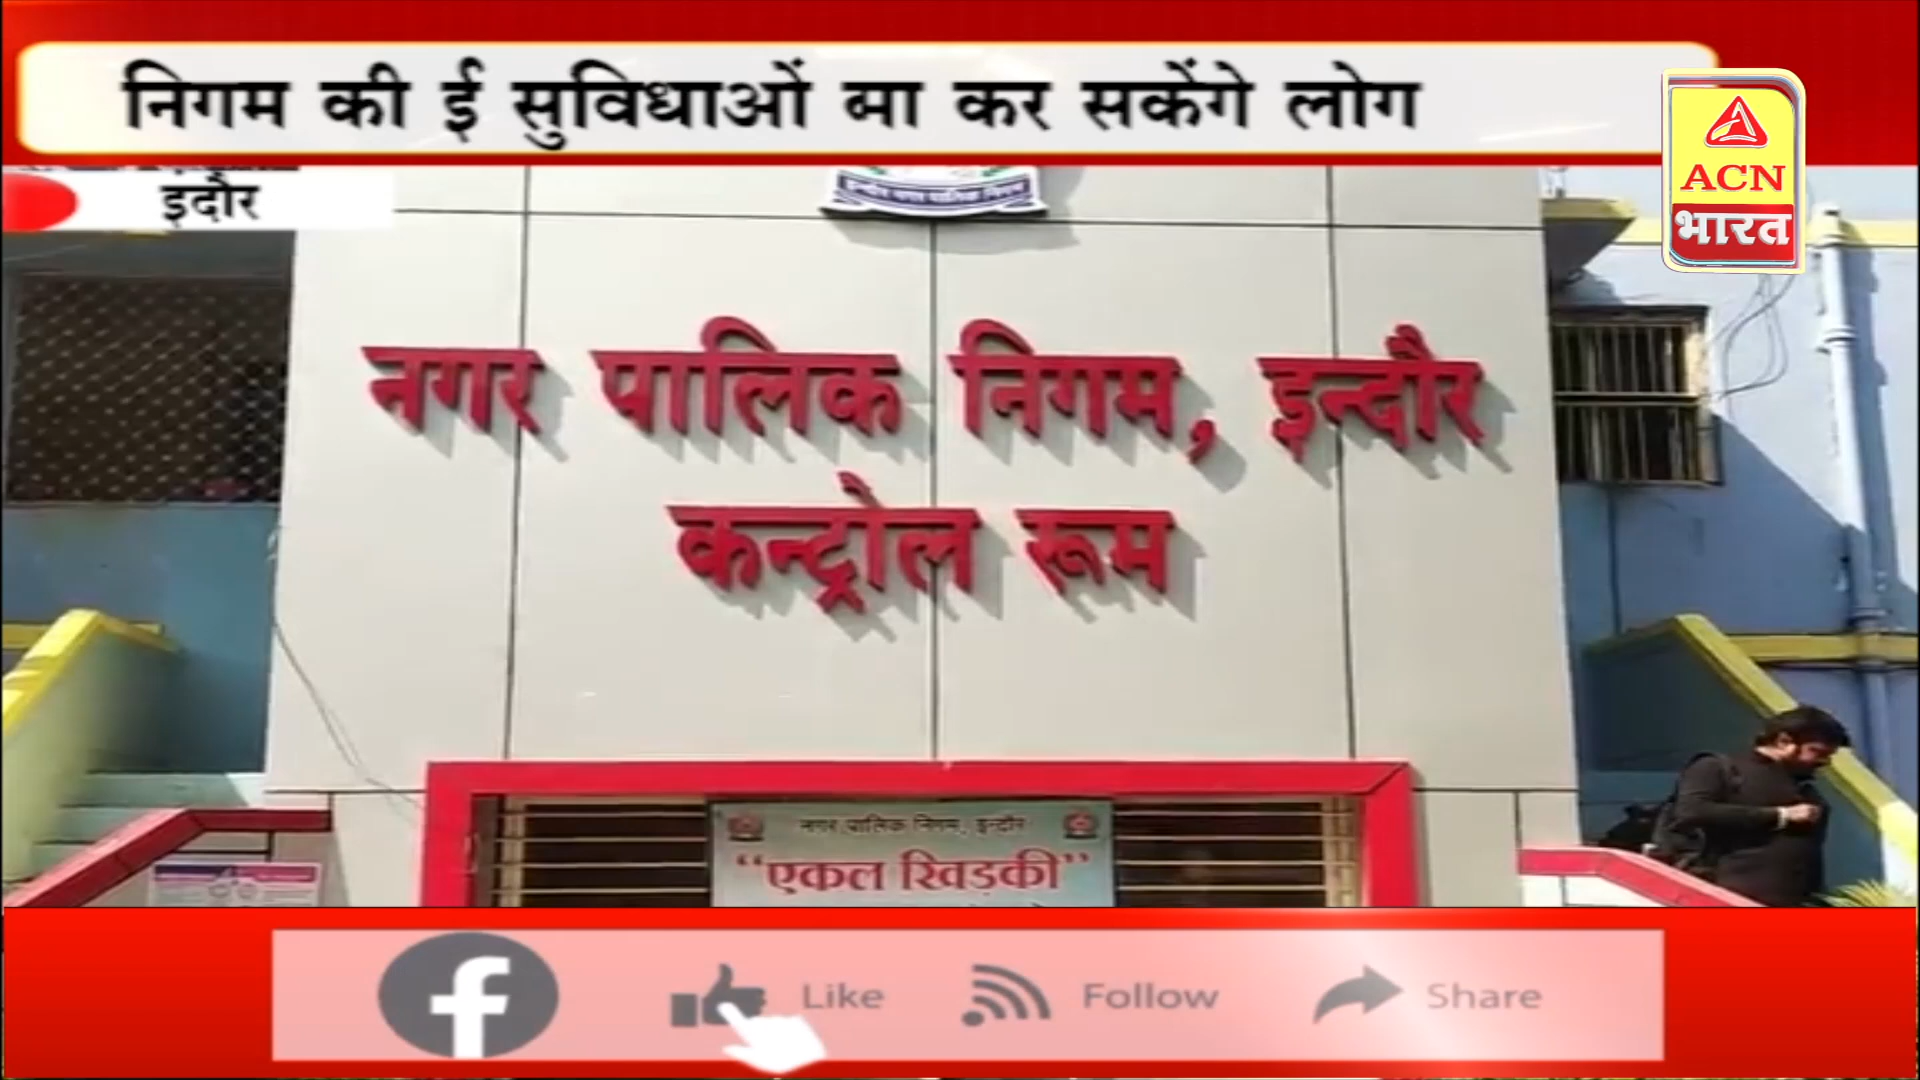 निगम की ई सुविधाओं मा कर सकेंगे लोग
ACN
भारत
इंदौर
नगर पालिक निगम, इन्दौर
कन्ट्रोल रूम
नगर पालिक निगम, इन्दौर
“एकल खिड़की”
Like
Follow
Share